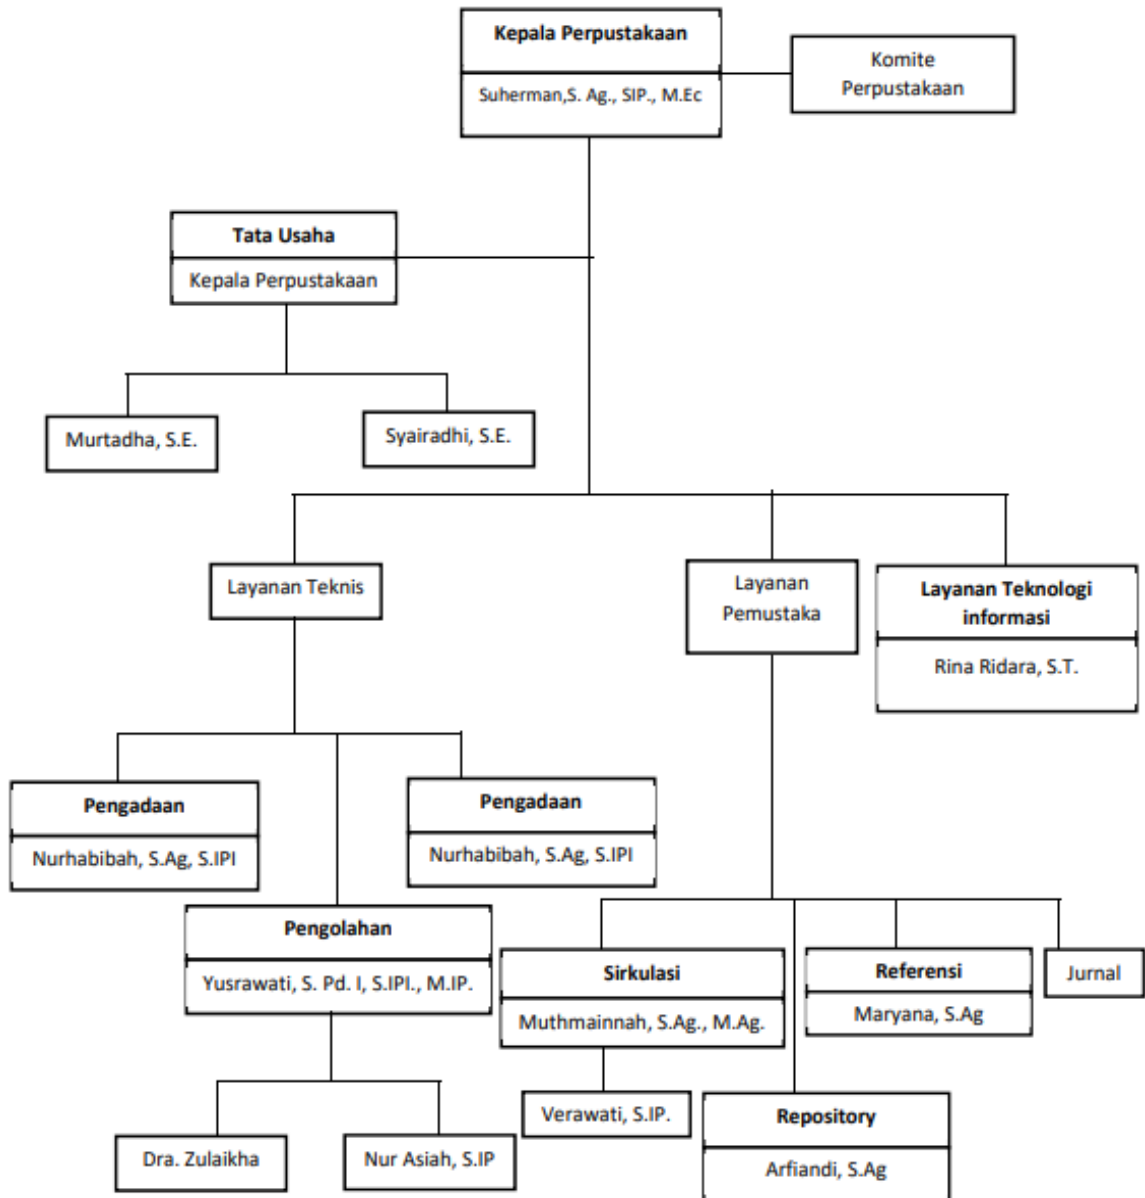 Kepala Perpustakaan
Suherman,S. Ag., SIP., M.Ec
Komite
Perpustakaan
Tata Usaha
Kepala Perpustakaan
Murtadha, S.E.
Syairadhi, S.E.
Layanan Teknis
Layanan
Pemustaka
Layanan Teknologi
informasi
Rina Ridara, S.T.
Pengadaan
Nurhabibah, S.Ag, S.IPI
Pengadaan
Nurhabibah, S.Ag, S.IPI
Pengolahan
Yusrawati, S. Pd. I, S.IPI., M.IP.
Sirkulasi
Muthmainnah, S.Ag., M.Ag.
Referensi
Maryana, S.Ag
Jurnal
Dra. Zulaikha
Nur Asiah, S.IP
Verawati, S.IP.
Repository
Arfiandi, S.Ag